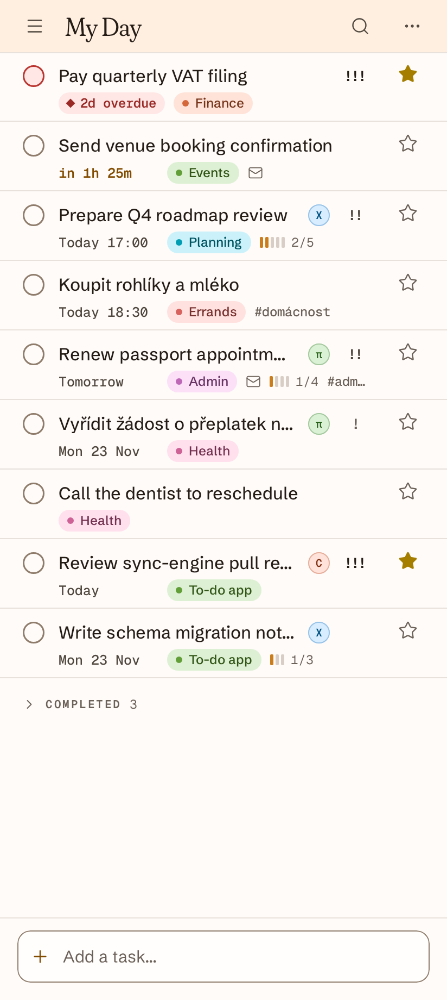 My Day
Pay quarterly VAT filing !!!
2d overdue Finance
Send venue booking confirmation
in 1h 25m Events
Prepare Q4 roadmap review X !!
Today 17:00 Planning 2/5
Koupit rohlíky a mléko
Today 18:30 Errands #domácnost
Renew passport appointm… π !!
Tomorrow Admin 1/4 #adm…
Vyřídit žádost o přeplatek n… π !
Mon 23 Nov Health
Call the dentist to reschedule
Health
Review sync-engine pull re… C !!!
Today To-do app
Write schema migration not… X
Mon 23 Nov To-do app 1/3
COMPLETED 3
Add a task…